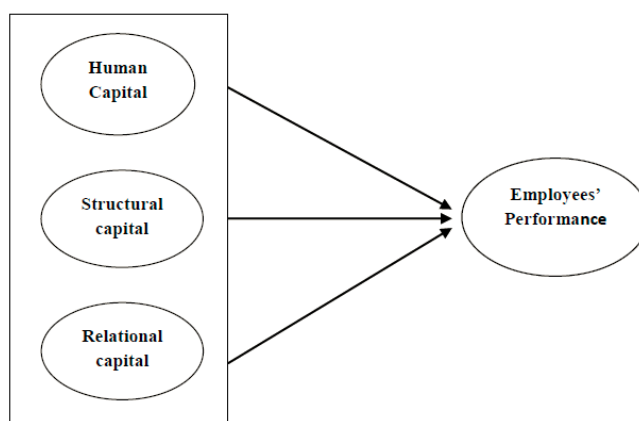 Human
Capital
Structural
capital
Relational
capital
Employees’
Performance